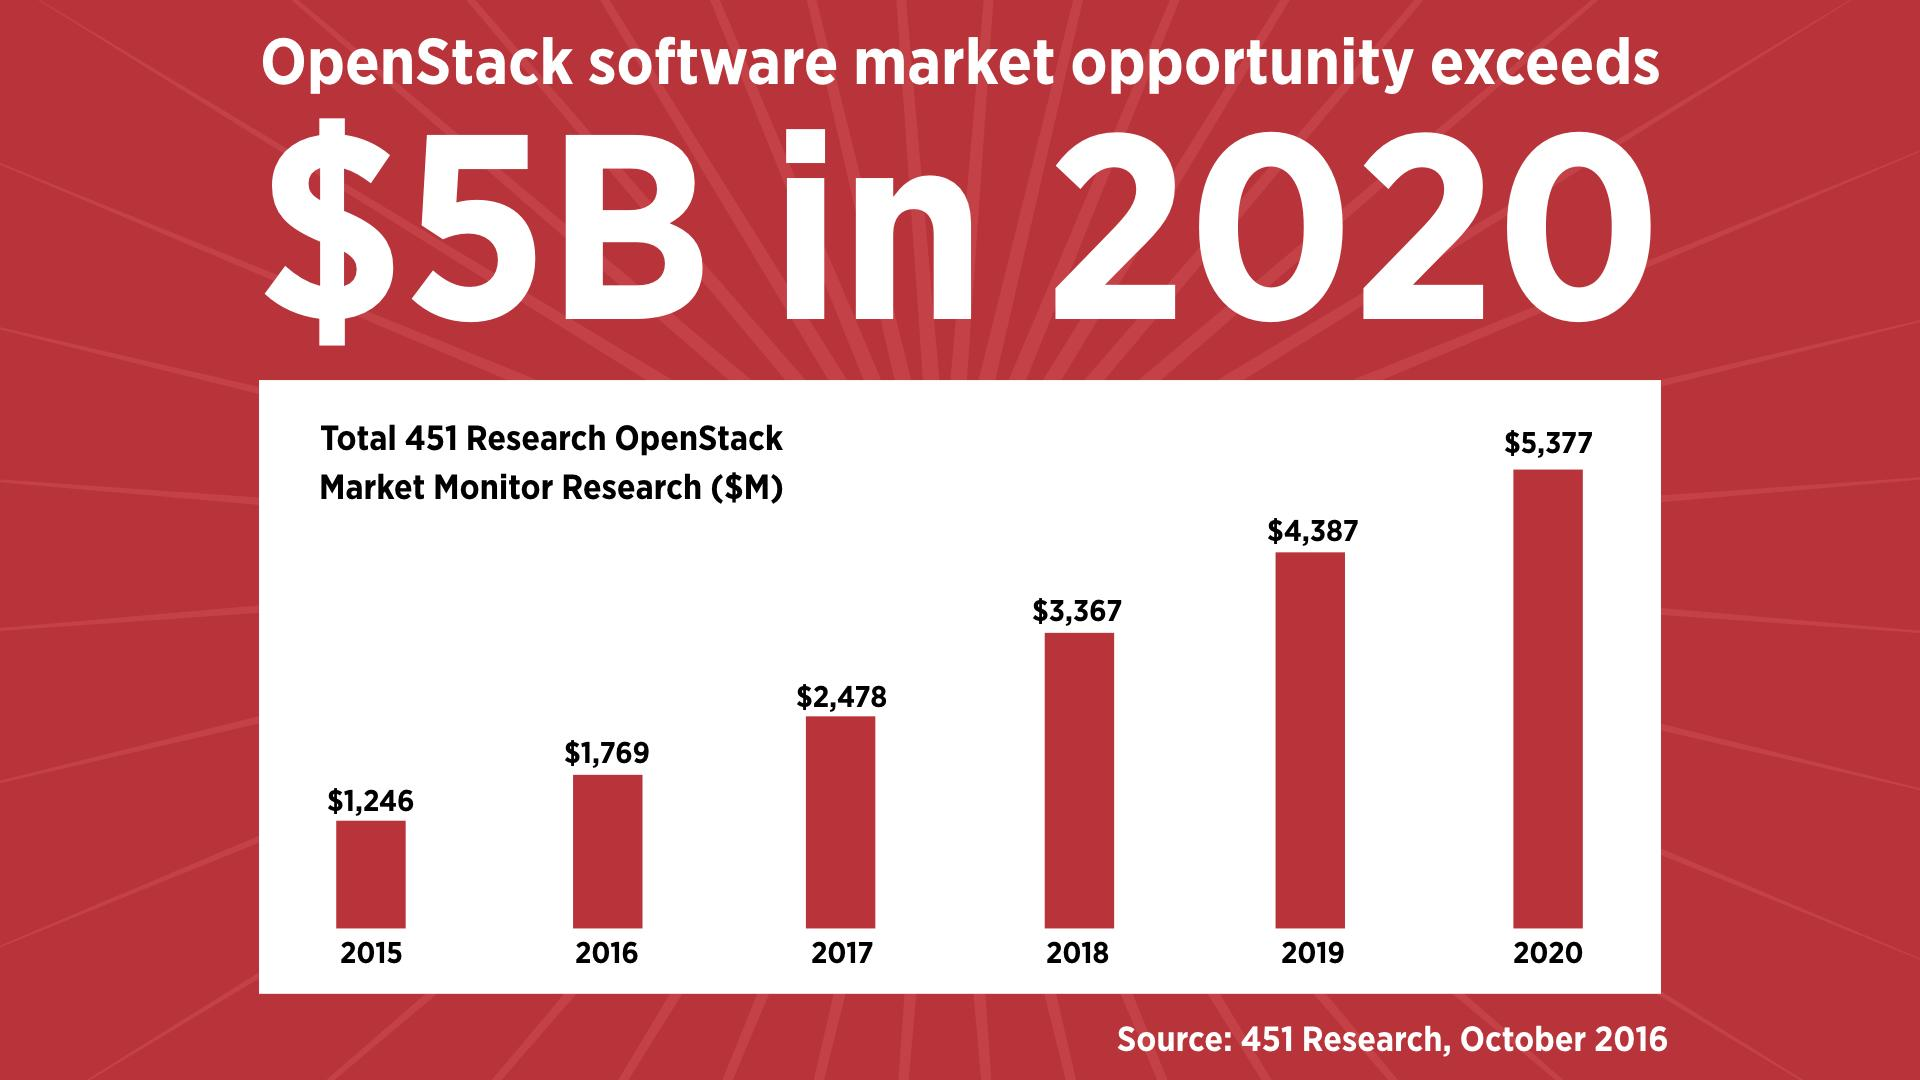 OpenStack software market opportunity exceeds
$5B in 2020
Total 451 Research OpenStack
Market Monitor Research ($M)
$1,246
$1,769
$2,478
$3,367
$4,387
$5,377
2015 2016 2017 2018 2019 2020
Source: 451 Research, October 2016